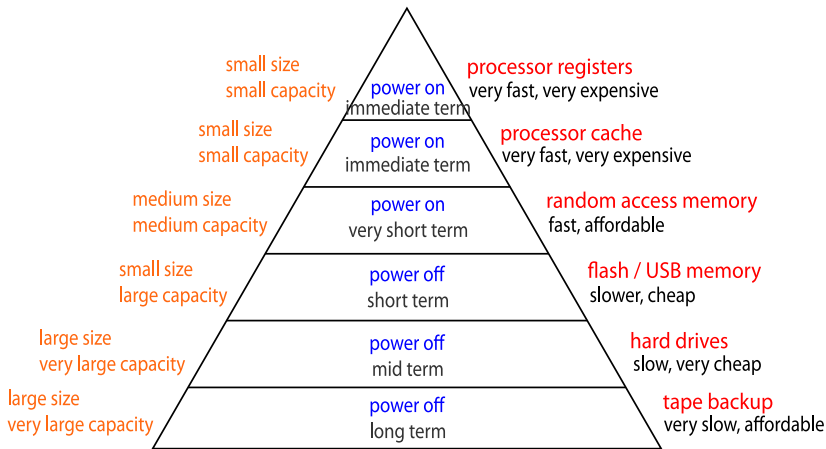 small size
small capacity
power on
immediate term
processor registers
very fast, very expensive
small size
small capacity
power on
immediate term
processor cache
very fast, very expensive
medium size
medium capacity
power on
very short term
random access memory
fast, affordable
small size
large capacity
power off
short term
flash / USB memory
slower, cheap
large size
very large capacity
power off
mid term
hard drives
slow, very cheap
large size
very large capacity
power off
long term
tape backup
very slow, affordable